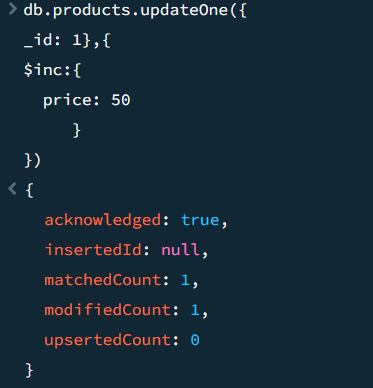 > db.products.updateOne({
_id: 1},{
$inc:{
price: 50
}
})
< {
acknowledged: true,
insertedId: null,
matchedCount: 1,
modifiedCount: 1,
upsertedCount: 0
}